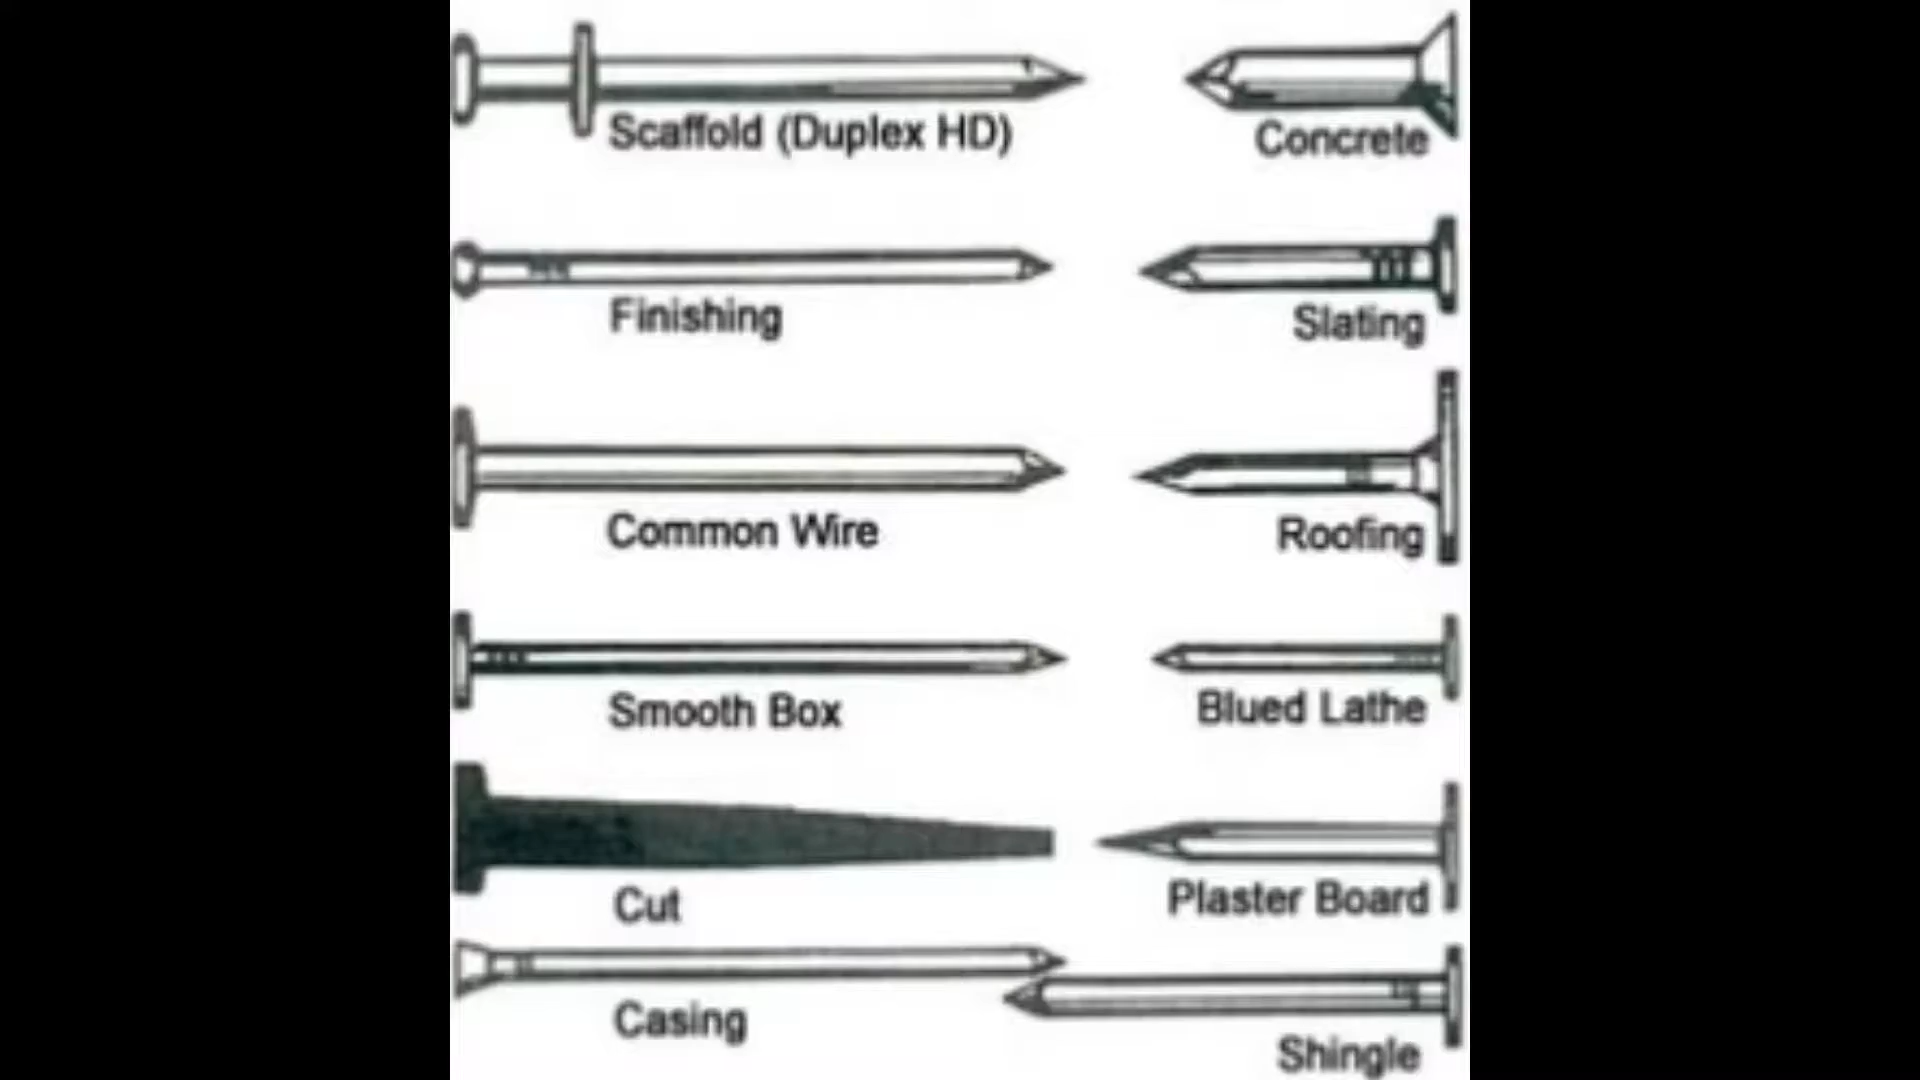 Scaffold (Duplex HD)
Concrete
Finishing
Slating
Common Wire
Roofing
Smooth Box
Blued Lathe
Cut
Plaster Board
Casing
Shingle